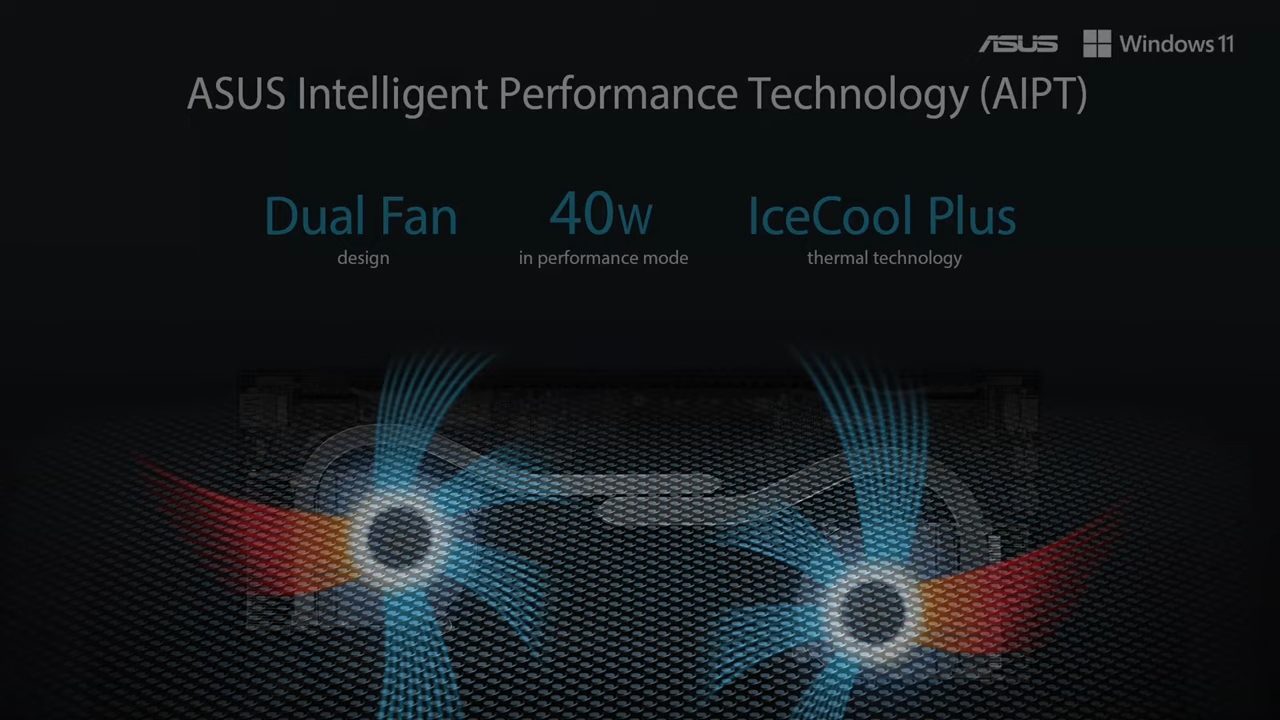 ASUS Windows 11
ASUS Intelligent Performance Technology (AIPT)
Dual Fan 40W IceCool Plus
design in performance mode thermal technology